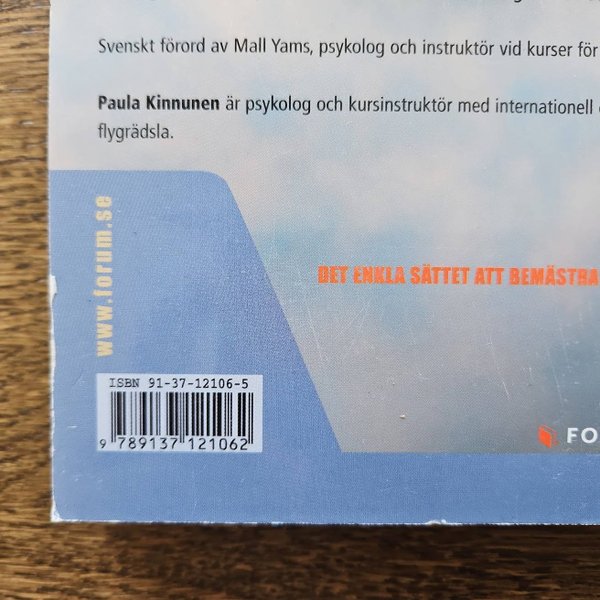 Svenskt förord av Mall Yams, psykolog och instruktör vid kurser för
Paula Kinnunen är psykolog och kursinstruktör med internationell
flygrädsla.
www.forum.se
DET ENKLA SÄTTET ATT BEMÄSTRA
ISBN 91-37-12106-5
9 789137 121062
FO